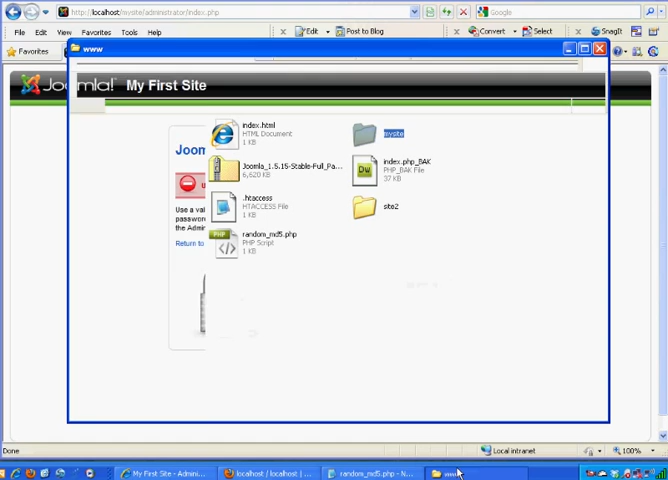 http://localhost/mysite/administrator/index.php
Google
File Edit View Favorites Tools Help
Edit Post to Blog
Convert Select
SnagIt
Favorites
www
Joomla! My First Site
index.html
HTML Document
1 KB
mysite
Joom
Joomla_1.5.15-Stable-Full_Pa...
6,620 KB
index.php_BAK
PHP_BAK File
37 KB
U
Use a val
password
the Admi
Return to
.htaccess
HTACCESS File
1 KB
site2
random_md5.php
PHP Script
1 KB
Done
Local intranet
100%
My First Site - Admini...
localhost / localhost | ...
random_md5.php - N...
www